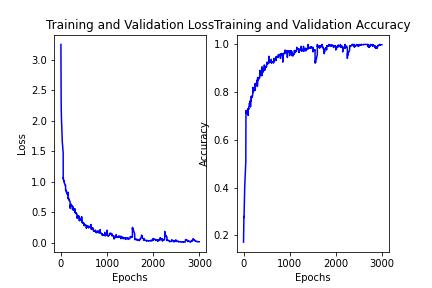 Training and Validation Loss
Loss
3.0
2.5
2.0
1.5
1.0
0.5
0.0
0 1000 2000 3000
Epochs
Training and Validation Accuracy
Accuracy
1.0
0.8
0.6
0.4
0.2
0 1000 2000 3000
Epochs